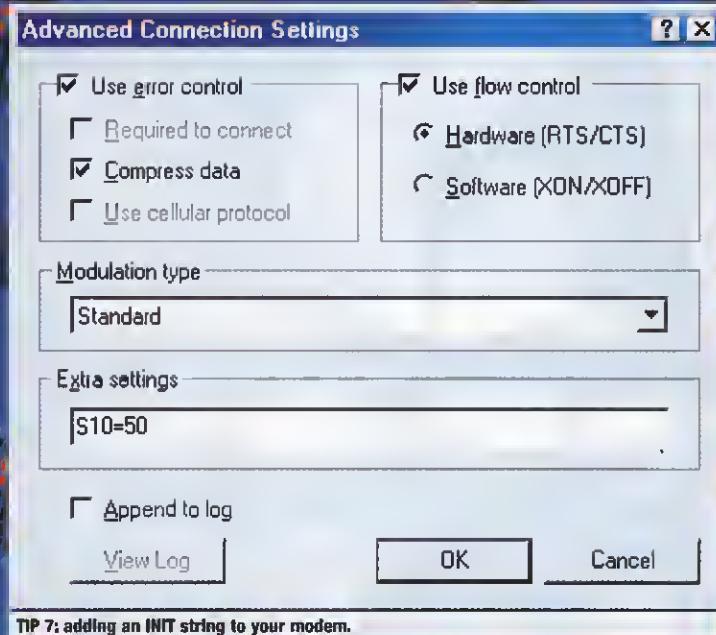 Advanced Connection Settings
Use error control
Required to connect
Compress data
Use cellular protocol
Use flow control
Hardware (RTS/CTS)
Software (XON/XOFF)
Modulation type
Standard
Extra settings
S10=50
Append to log
View Log
OK
Cancel
TIP 7: adding an INIT string to your modem.